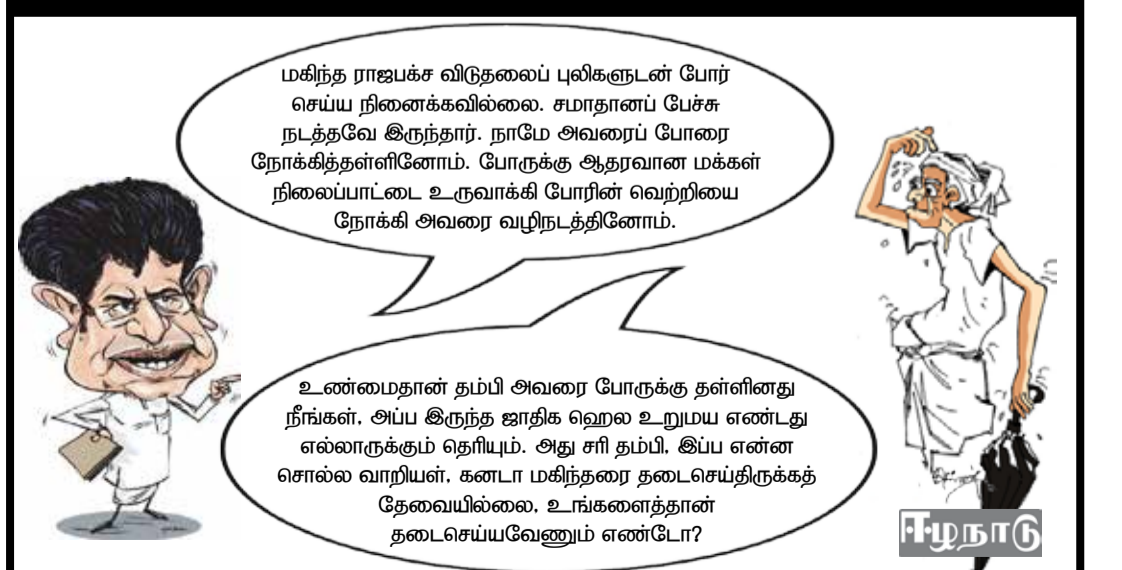 மகிந்த ராஜபக்ச விடுதலைப் புலிகளுடன் போர்
செய்ய நினைக்கவில்லை. சமாதானப் பேச்சு
நடத்தவே இருந்தார். நாமே அவரைப் போரை
நோக்கித்தள்ளினோம். போருக்கு ஆதரவான மக்கள்
நிலைப்பாட்டை உருவாக்கி போரின் வெற்றியை
நோக்கி அவரை வழிநடத்தினோம்.
உண்மைதான் தம்பி அவரை போருக்கு தள்ளினது
நீங்கள், அப்ப இருந்த ஜாதிக ஹெல உறுமய எண்டது
எல்லாருக்கும் தெரியும். அது சரி தம்பி, இப்ப என்ன
சொல்ல வாறியள், கனடா மகிந்தரை தடைசெய்திருக்கத்
தேவையில்லை, உங்களைத்தான்
தடைசெய்யவேணும் எண்டோ?
ஈழநாடு